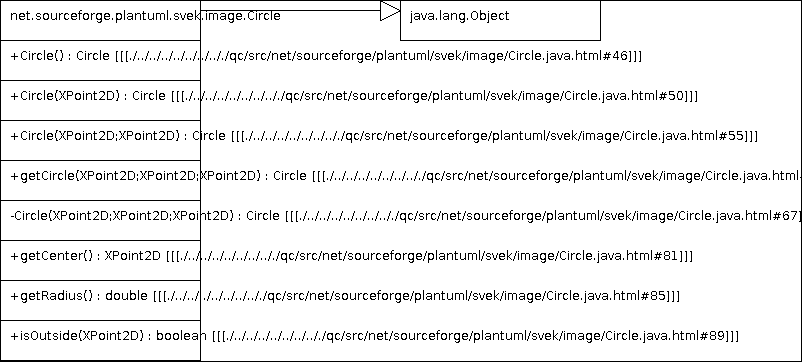 net.sourceforge.plantuml.svek.image.Circle
java.lang.Object
+Circle() : Circle [[[./../../../../../../../../qc/src/net/sourceforge/plantuml/svek/image/Circle.java.html#46]]]
+Circle(XPoint2D) : Circle [[[./../../../../../../../../qc/src/net/sourceforge/plantuml/svek/image/Circle.java.html#50]]]
+Circle(XPoint2D;XPoint2D) : Circle [[[./../../../../../../../../qc/src/net/sourceforge/plantuml/svek/image/Circle.java.html#55]]]
+getCircle(XPoint2D;XPoint2D;XPoint2D) : Circle [[[./../../../../../../../../qc/src/net/sourceforge/plantuml/svek/image/Circle.java.html
-Circle(XPoint2D;XPoint2D;XPoint2D) : Circle [[[./../../../../../../../../qc/src/net/sourceforge/plantuml/svek/image/Circle.java.html#67]
+getCenter() : XPoint2D [[[./../../../../../../../../qc/src/net/sourceforge/plantuml/svek/image/Circle.java.html#81]]]
+getRadius() : double [[[./../../../../../../../../qc/src/net/sourceforge/plantuml/svek/image/Circle.java.html#85]]]
+isOutside(XPoint2D) : boolean [[[./../../../../../../../../qc/src/net/sourceforge/plantuml/svek/image/Circle.java.html#89]]]